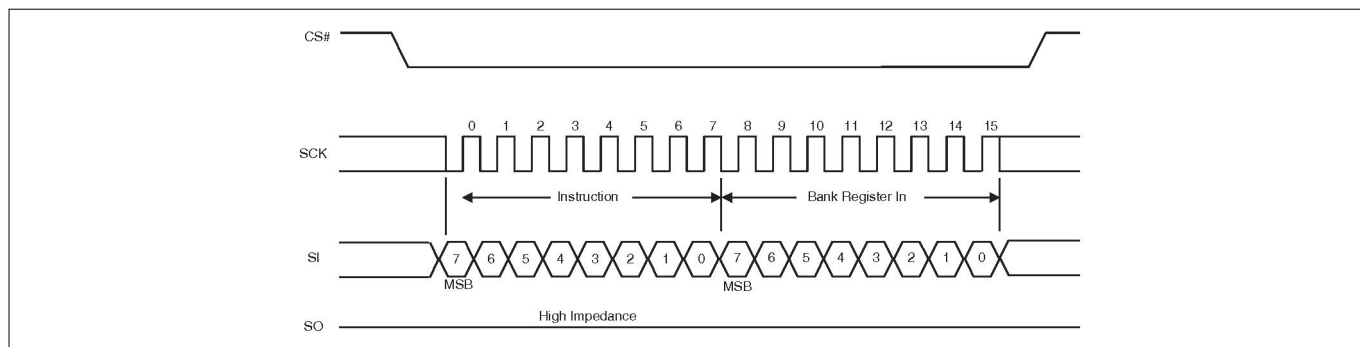 CS#
0 1 2 3 4 5 6 7 8 9 10 11 12 13 14 15
SCK
Instruction Bank Register In
SI 7 6 5 4 3 2 1 0 7 6 5 4 3 2 1 0
MSB MSB
High Impedance
SO